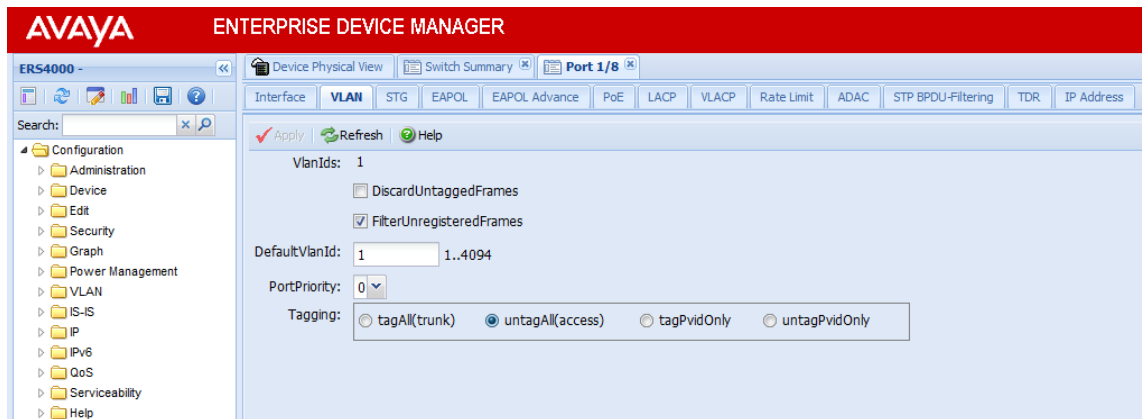 AVAYA ENTERPRISE DEVICE MANAGER
ERS4000 -
Device Physical View Switch Summary Port 1/8
Interface VLAN STG EAPOL EAPOL Advance PoE LACP VLACP Rate Limit ADAC STP BPDU-Filtering TDR IP Address
Search:
Apply Refresh Help
Configuration
Administration
Device
Edit
Security
Graph
Power Management
VLAN
IS-IS
IP
IPv6
QoS
Serviceability
Help
VlanIds: 1
DiscardUntaggedFrames
FilterUnregisteredFrames
DefaultVlanId: 1 1..4094
PortPriority: 0
Tagging: tagAll(trunk) untagAll(access) tagPvidOnly untagPvidOnly